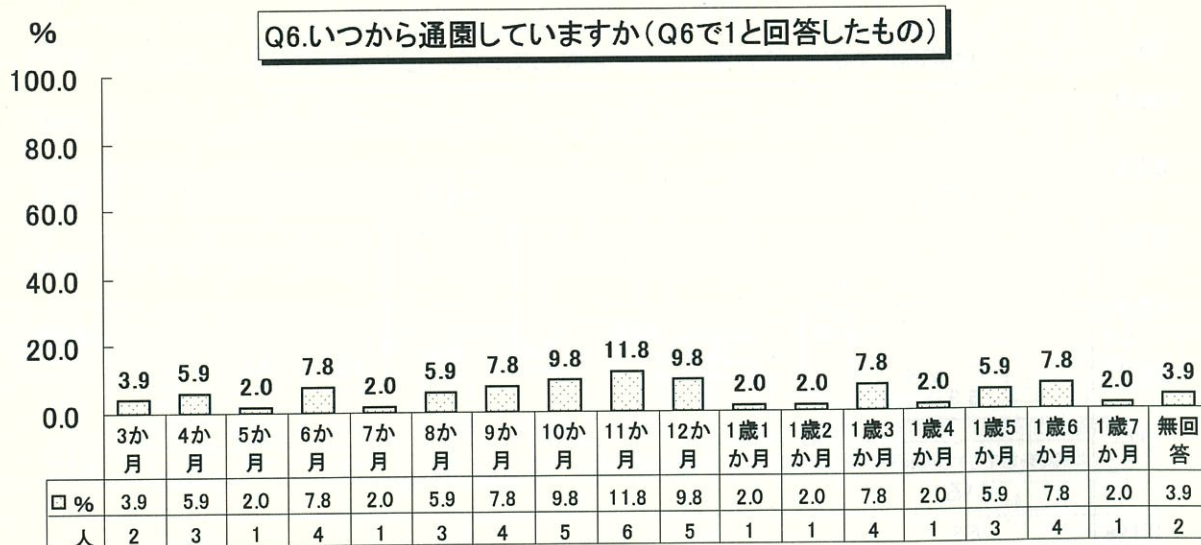 Q6.いつから通園していますか(Q6で1と回答したもの)
%
100.0
80.0
60.0
40.0
20.0
0.0
3.9 5.9 2.0 7.8 2.0 5.9 7.8 9.8 11.8 9.8 2.0 2.0 7.8 2.0 5.9 7.8 2.0 3.9
3か月 4か月 5か月 6か月 7か月 8か月 9か月 10か月 11か月 12か月 1歳1か月 1歳2か月 1歳3か月 1歳4か月 1歳5か月 1歳6か月 1歳7か月 無回答
% 3.9 5.9 2.0 7.8 2.0 5.9 7.8 9.8 11.8 9.8 2.0 2.0 7.8 2.0 5.9 7.8 2.0 3.9
人 2 3 1 4 1 3 4 5 6 5 1 1 4 1 3 4 1 2